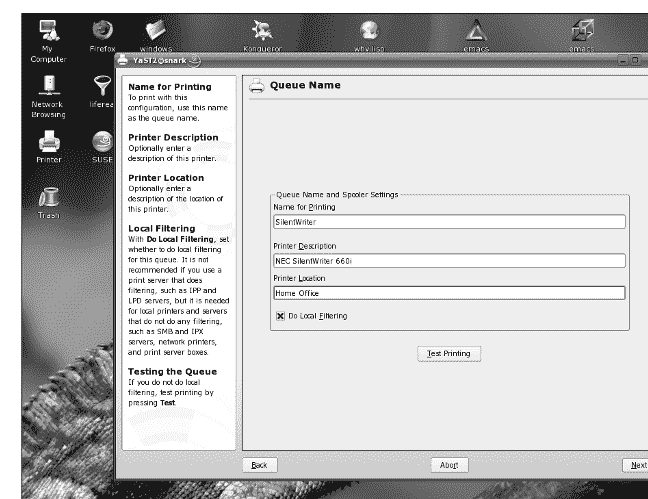 My Computer
Firefox
windows
Konqueror
why lisp
emacs
emacs
Network Browsing
liferea
Printer
SUSE
Trash
YaST2@snark
Name for Printing
To print with this
configuration, use this name
as the queue name.
Printer Description
Optionally enter a
description of this printer.
Printer Location
Optionally enter a
description of the location of
this printer.
Local Filtering
With Do Local Filtering, set
whether to do local filtering
for this queue. It is not
recommended if you use a
print server that does
filtering, such as IPP and
LPD servers, but it is needed
for local printers and servers
that do not do any filtering,
such as SMB and IPX
servers, network printers,
and print server boxes.
Testing the Queue
If you do not do local
filtering, test printing by
pressing Test.
Queue Name
Queue Name and Spooler Settings
Name for Printing
SilentWriter
Printer Description
NEC SilentWriter 660i
Printer Location
Home Office
Do Local Filtering
Test Printing
Back
Abort
Next